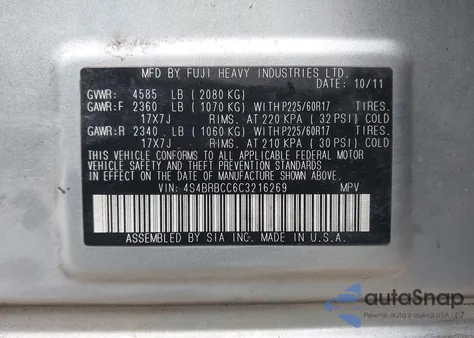 MFD BY FUJI HEAVY INDUSTRIES LTD.
DATE: 10/11
GVWR: 4585 LB ( 2080 KG)
GAWR:F 2360 LB ( 1070 KG) WITH P225/60R17 TIRES.
17X7J RIMS. AT 220 KPA ( 32 PSI) COLD
GAWR:R 2340 LB ( 1060 KG) WITH P225/60R17 TIRES.
17X7J RIMS. AT 210 KPA ( 30 PSI) COLD
THIS VEHICLE CONFORMS TO ALL APPLICABLE FEDERAL MOTOR
VEHICLE SAFETY AND THEFT PREVENTION STANDARDS
IN EFFECT ON THE DATE OF MANUFACTURE SHOWN ABOVE.
VIN: 4S4BRBCC6C3216269 MPV
ASSEMBLED BY SIA INC. MADE IN U.S.A.
autoSnap
Pewne auto z aukcji USA